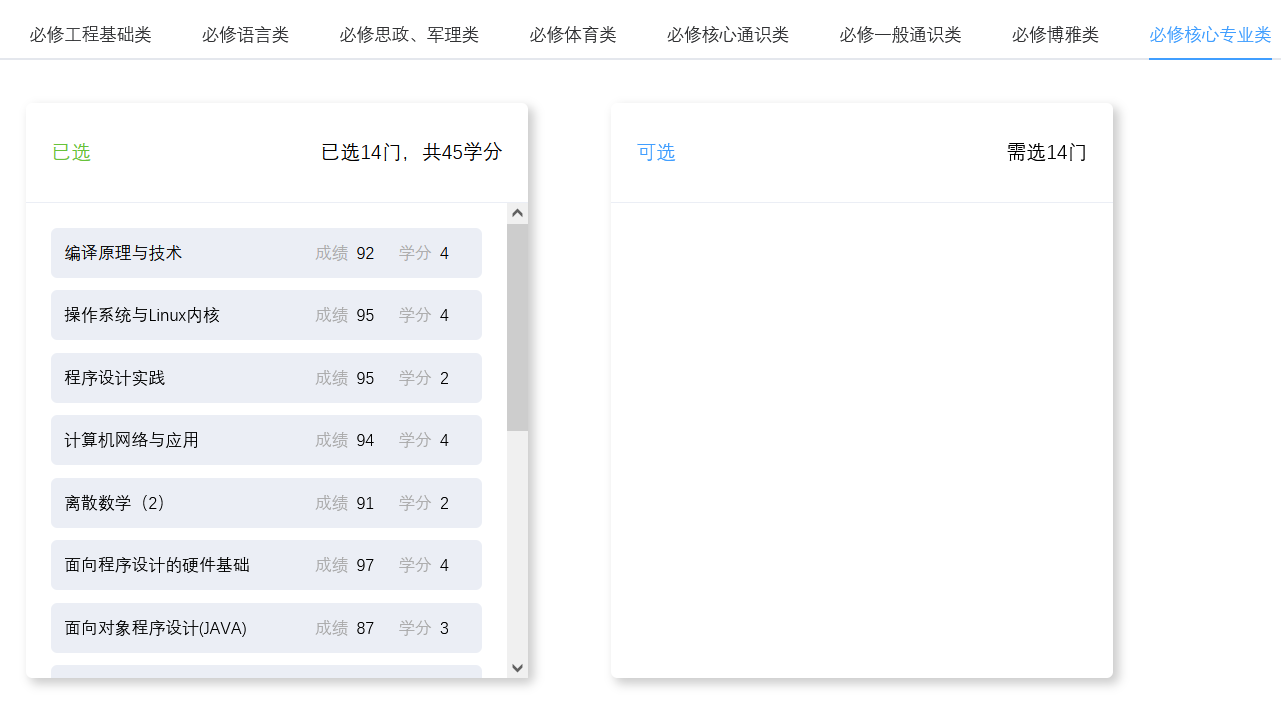 必修工程基础类 必修语言类 必修思政、军理类 必修体育类 必修核心通识类 必修一般通识类 必修博雅类 必修核心专业类
已选 已选14门，共45学分
编译原理与技术 成绩 92 学分 4
操作系统与Linux内核 成绩 95 学分 4
程序设计实践 成绩 95 学分 2
计算机网络与应用 成绩 94 学分 4
离散数学（2） 成绩 91 学分 2
面向程序设计的硬件基础 成绩 97 学分 4
面向对象程序设计(JAVA) 成绩 87 学分 3
可选 需选14门